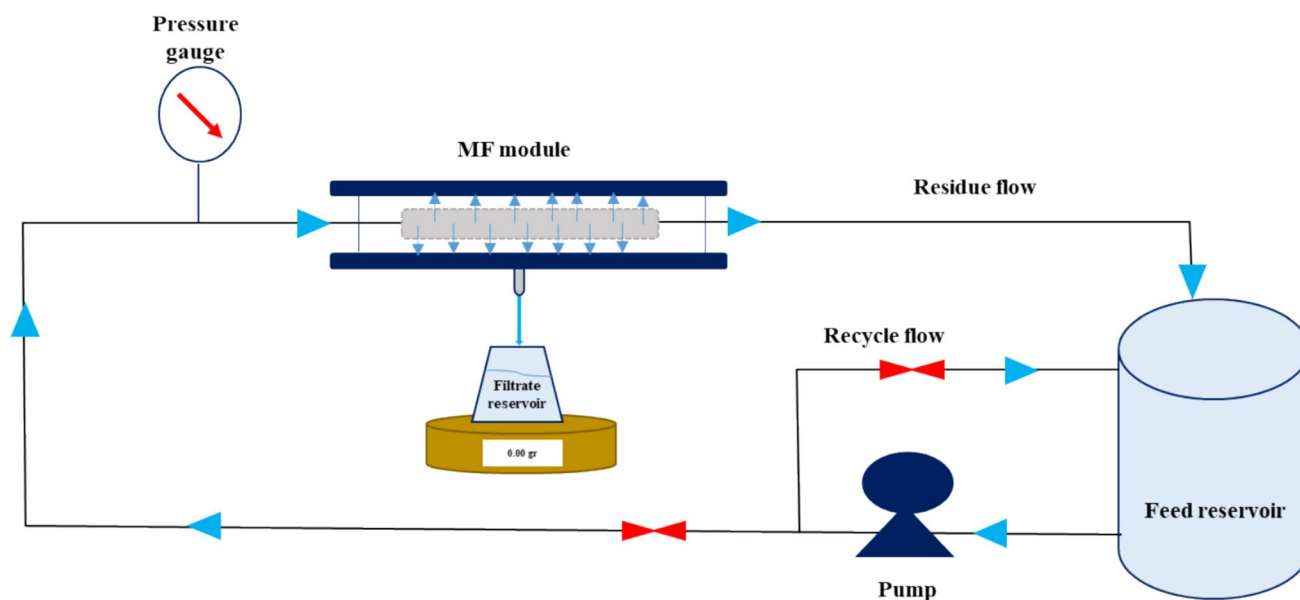 Pressure
gauge
MF module
Residue flow
Recycle flow
Filtrate
reservoir
0.00 gr
Feed reservoir
Pump